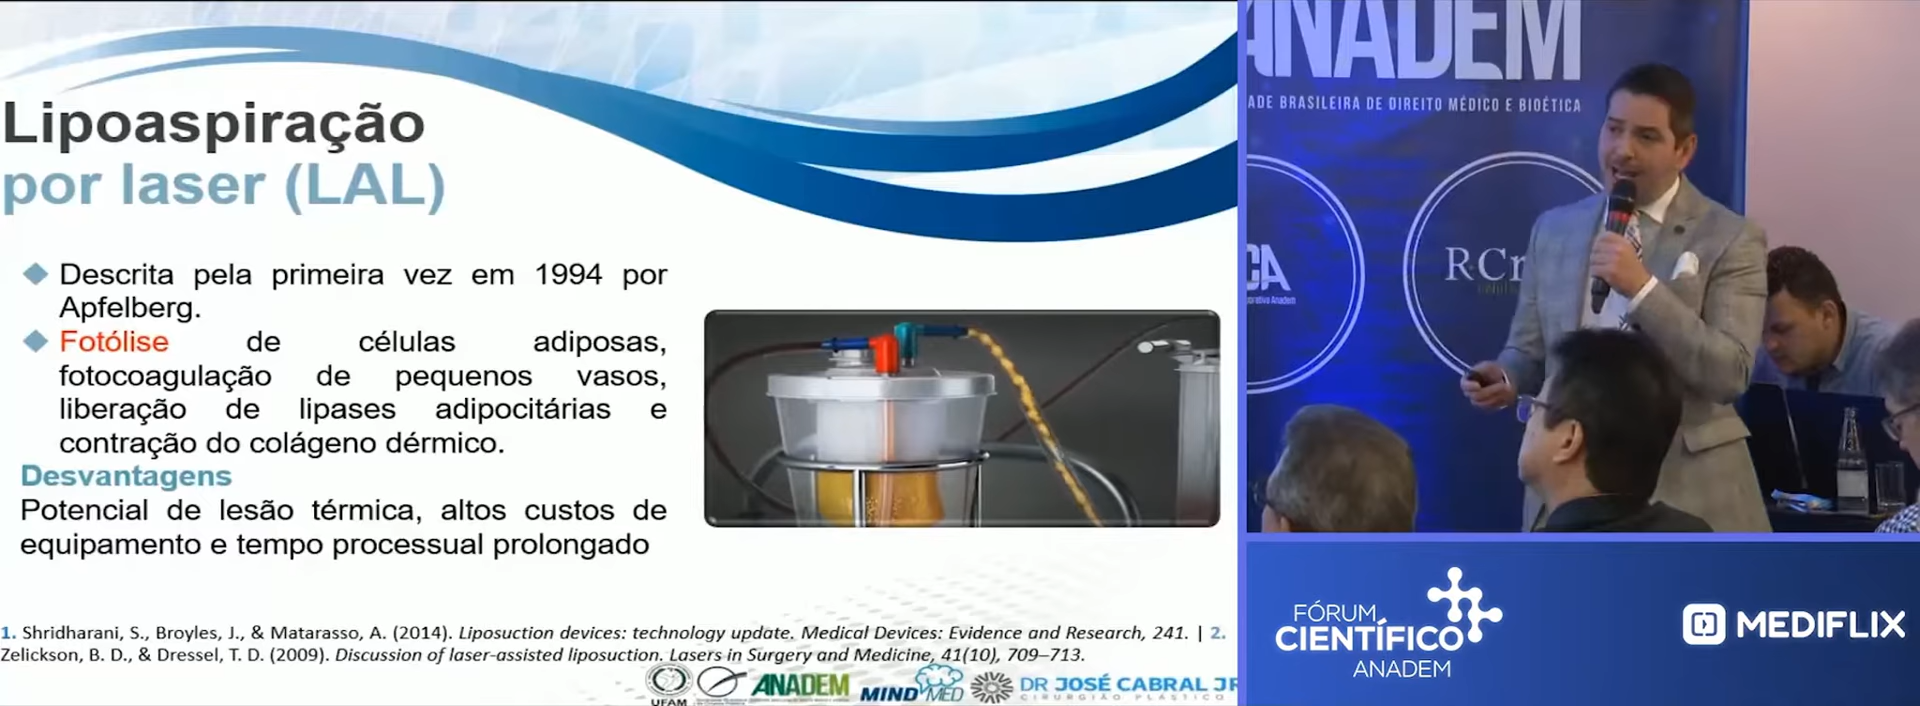 Lipoaspiração
por laser (LAL)
Descrita pela primeira vez em 1994 por
Apfelberg.
Fotólise de células adiposas,
fotocoagulação de pequenos vasos,
liberação de lipases adipocitárias e
contração do colágeno dérmico.
Desvantagens
Potencial de lesão térmica, altos custos de
equipamento e tempo processual prolongado
1. Shridharani, S., Broyles, J., & Matarasso, A. (2014). Liposuction devices: technology update. Medical Devices: Evidence and Research, 241. | 2.
Zelickson, B. D., & Dressel, T. D. (2009). Discussion of laser-assisted liposuction. Lasers in Surgery and Medicine, 41(10), 709–713.
UFAM
ANADEM
MINDMED
DR JOSÉ CABRAL JR
CIRURGIÃO PLÁSTICO
ANADEM
ADE BRASILEIRA DE DIREITO MÉDICO E BIOÉTICA
CA
RCr
FÓRUM
CIENTÍFICO
ANADEM
MEDIFLIX